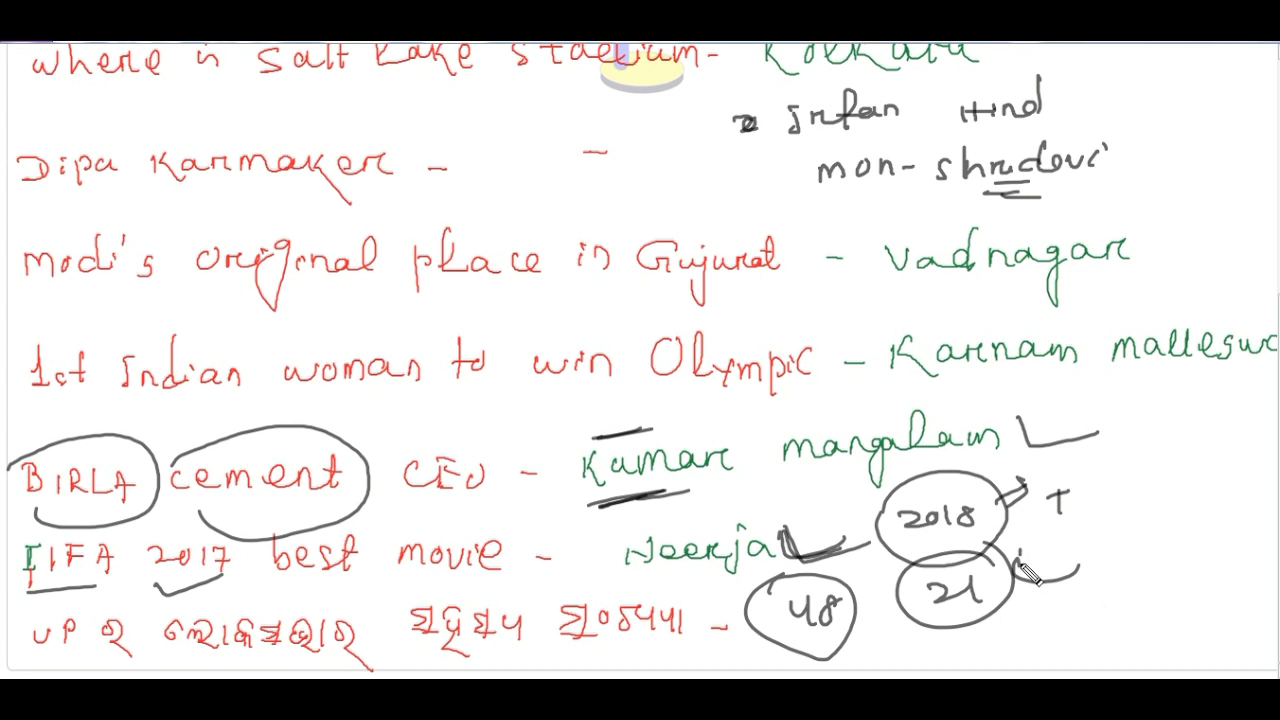 where is Salt Lake Stadium- Kolkata
Irfan Hind
mon- Shridevi
Dipa Karmaker - -
Modi's original place in Gujurat - Vadnagar
1st Indian woman to win Olympic - Karnam malleswa
BIRLA cement CEO - Kumar mangalam
2018 +
IIFA 2017 best movie - Neerja
21
UP ର - 48